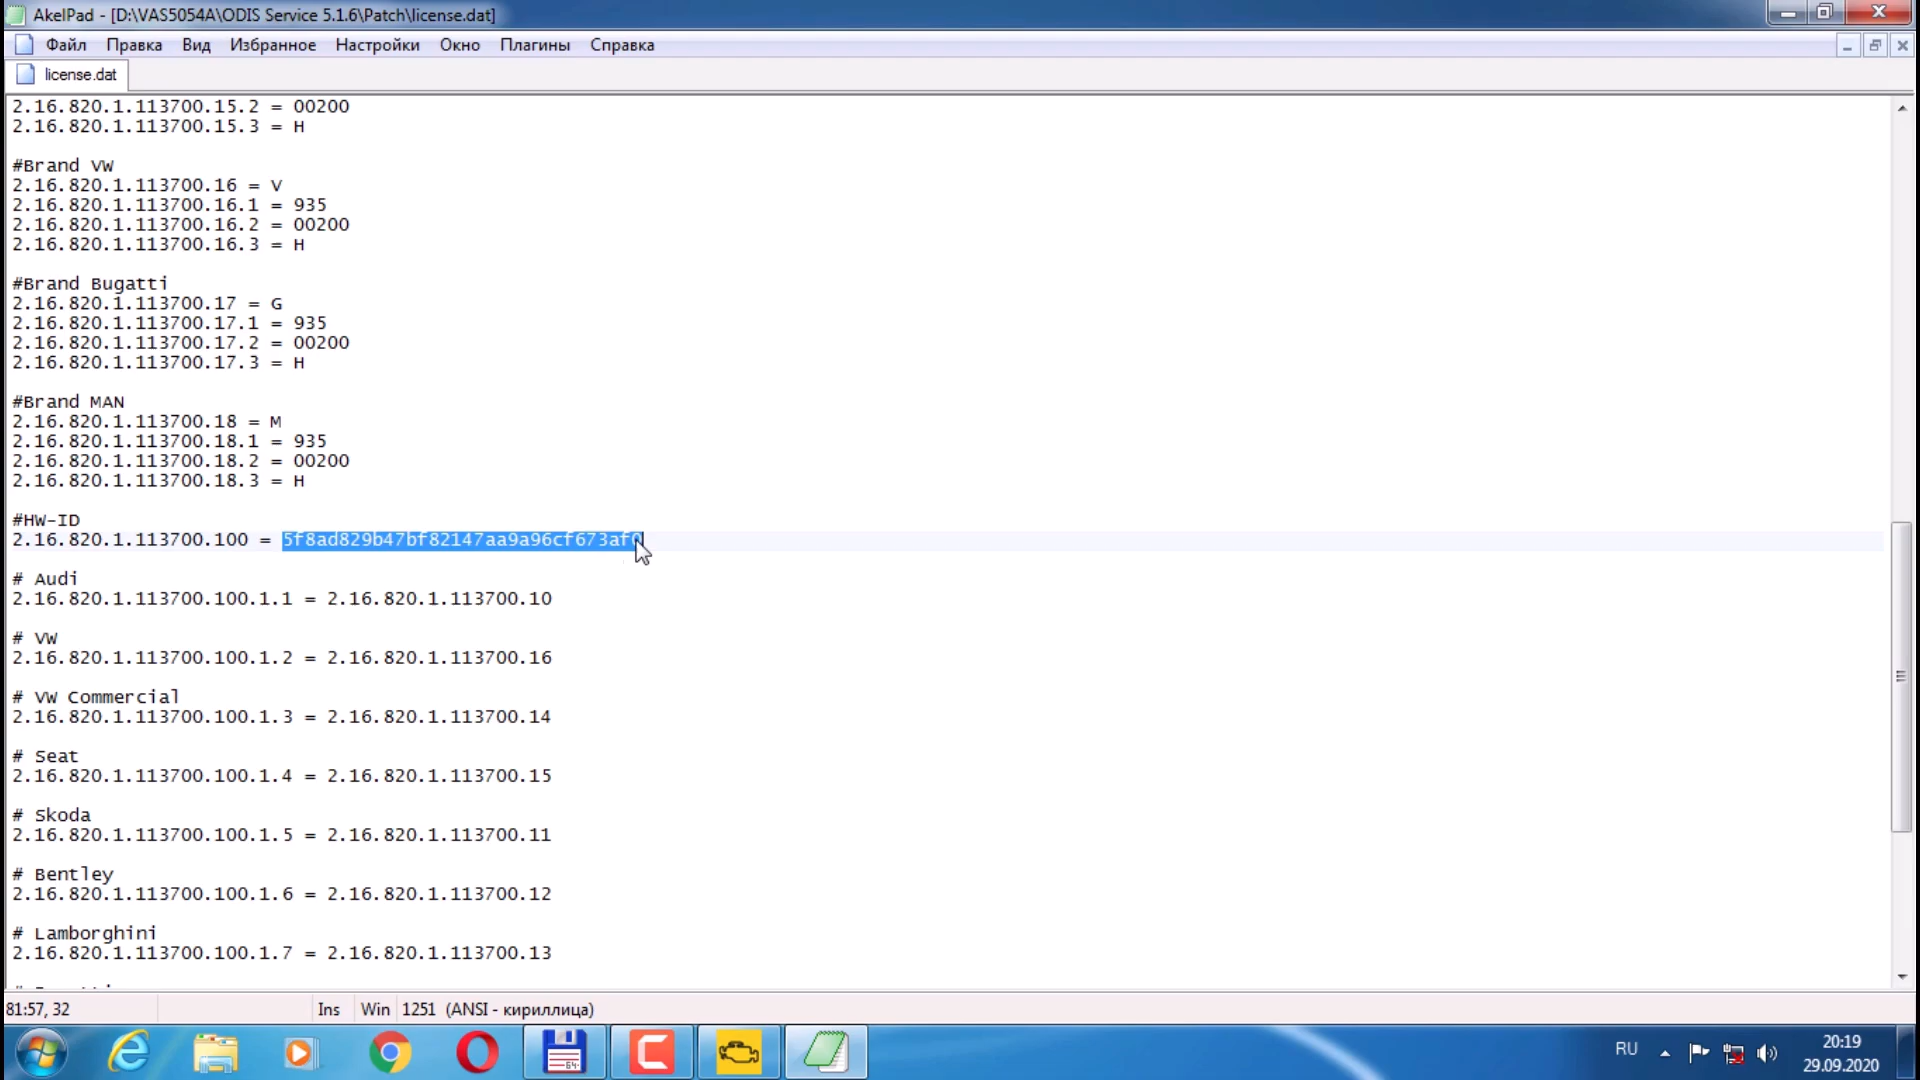 AkelPad - [D:\VAS5054A\ODIS Service 5.1.6\Patch\license.dat]
Файл Правка Вид Избранное Настройки Окно Плагины Справка
license.dat
2.16.820.1.113700.15.2 = 00200
2.16.820.1.113700.15.3 = H
#Brand VW
2.16.820.1.113700.16 = V
2.16.820.1.113700.16.1 = 935
2.16.820.1.113700.16.2 = 00200
2.16.820.1.113700.16.3 = H
#Brand Bugatti
2.16.820.1.113700.17 = G
2.16.820.1.113700.17.1 = 935
2.16.820.1.113700.17.2 = 00200
2.16.820.1.113700.17.3 = H
#Brand MAN
2.16.820.1.113700.18 = M
2.16.820.1.113700.18.1 = 935
2.16.820.1.113700.18.2 = 00200
2.16.820.1.113700.18.3 = H
#HW-ID
2.16.820.1.113700.100 =
# Audi
2.16.820.1.113700.100.1.1 = 2.16.820.1.113700.10
# VW
2.16.820.1.113700.100.1.2 = 2.16.820.1.113700.16
# VW Commercial
2.16.820.1.113700.100.1.3 = 2.16.820.1.113700.14
# Seat
2.16.820.1.113700.100.1.4 = 2.16.820.1.113700.15
# Skoda
2.16.820.1.113700.100.1.5 = 2.16.820.1.113700.11
# Bentley
2.16.820.1.113700.100.1.6 = 2.16.820.1.113700.12
# Lamborghini
2.16.820.1.113700.100.1.7 = 2.16.820.1.113700.13
81:57, 32 Ins Win 1251 (ANSI - кириллица)
64
RU
20:19
29.09.2020